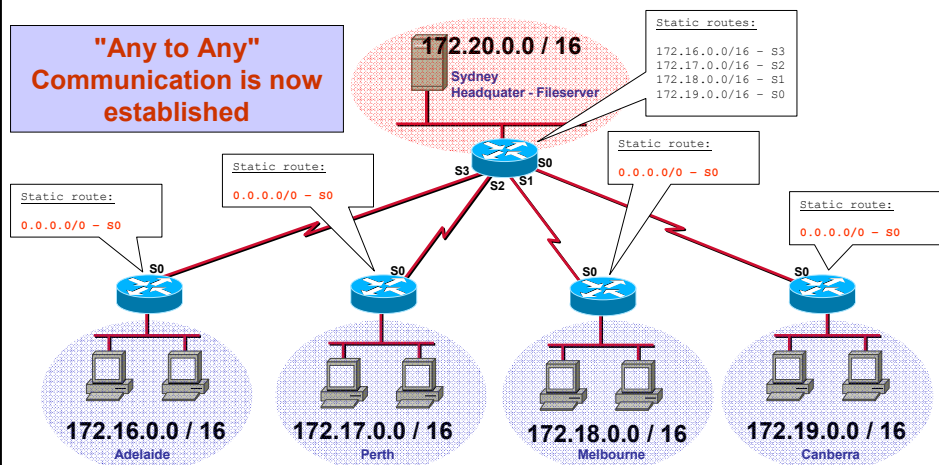 "Any to Any"
Communication is now
established
172.20.0.0 / 16
Sydney
Headquater - Fileserver
Static routes:
172.16.0.0/16 – S3
172.17.0.0/16 – S2
172.18.0.0/16 – S1
172.19.0.0/16 – S0
S3
S2
S1
S0
Static route:
0.0.0.0/0 – S0
Static route:
0.0.0.0/0 – S0
Static route:
0.0.0.0/0 – S0
Static route:
0.0.0.0/0 – S0
S0
S0
S0
S0
172.16.0.0 / 16
Adelaide
172.17.0.0 / 16
Perth
172.18.0.0 / 16
Melbourne
172.19.0.0 / 16
Canberra